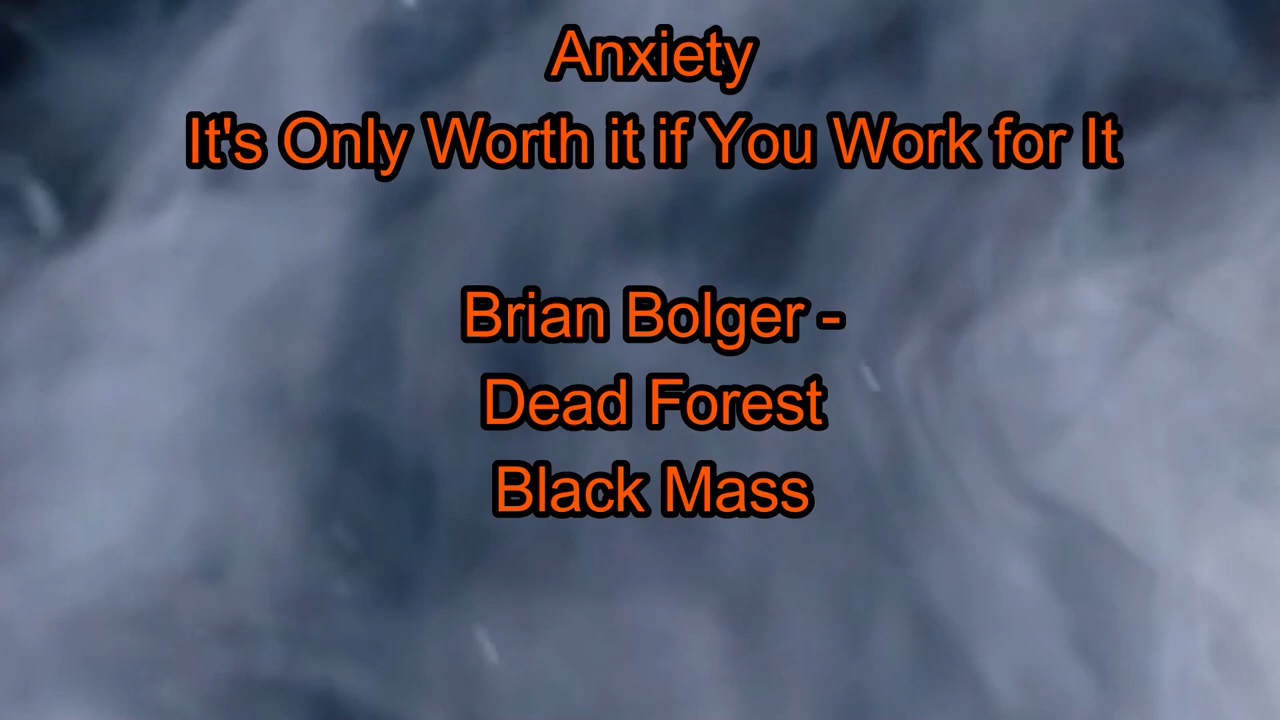 Anxiety
It's Only Worth it if You Work for It
Brian Bolger -
Dead Forest
Black Mass